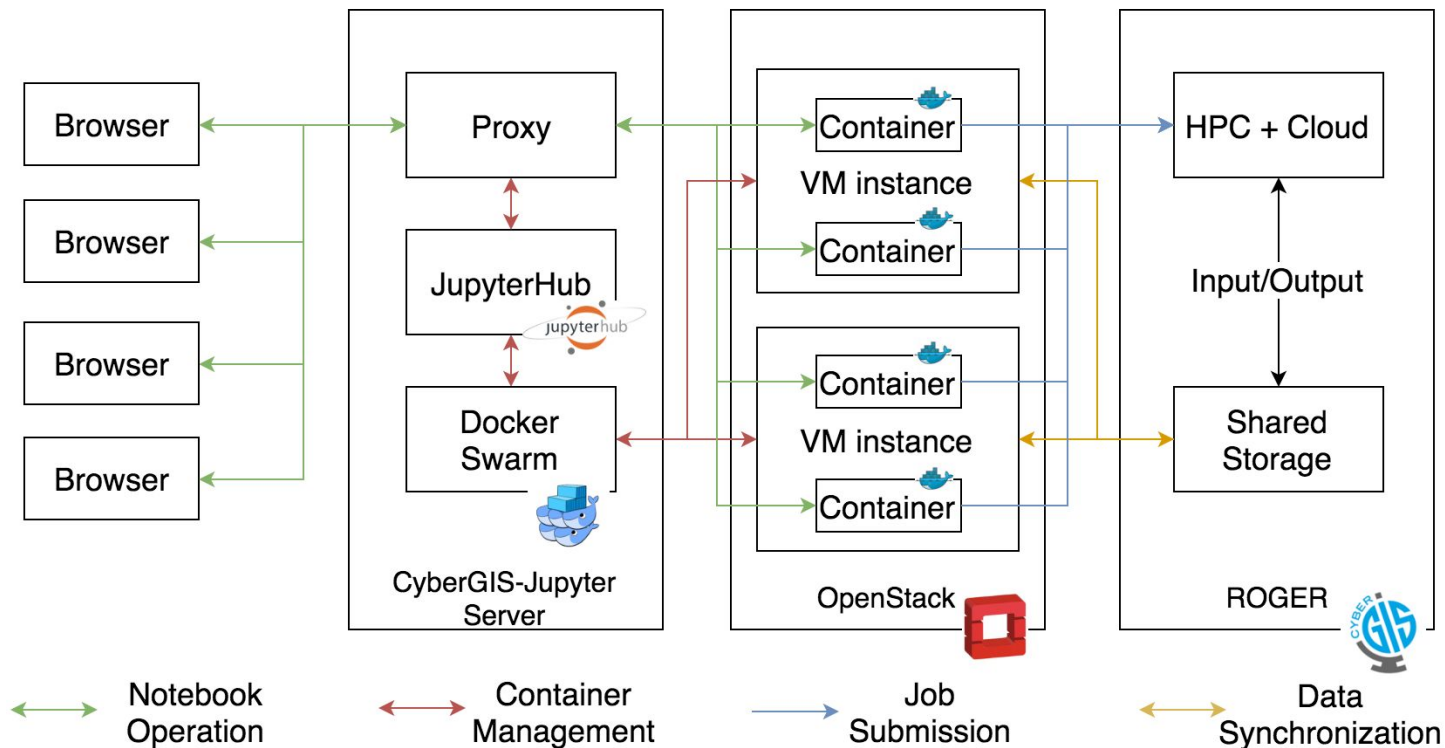 Browser
Browser
Browser
Browser
Proxy
JupyterHub
jupyterhub
Docker
Swarm
CyberGIS-Jupyter
Server
Container
VM instance
Container
Container
VM instance
Container
OpenStack
HPC + Cloud
Input/Output
Shared
Storage
ROGER
CYBER
GIS
Notebook
Operation
Container
Management
Job
Submission
Data
Synchronization